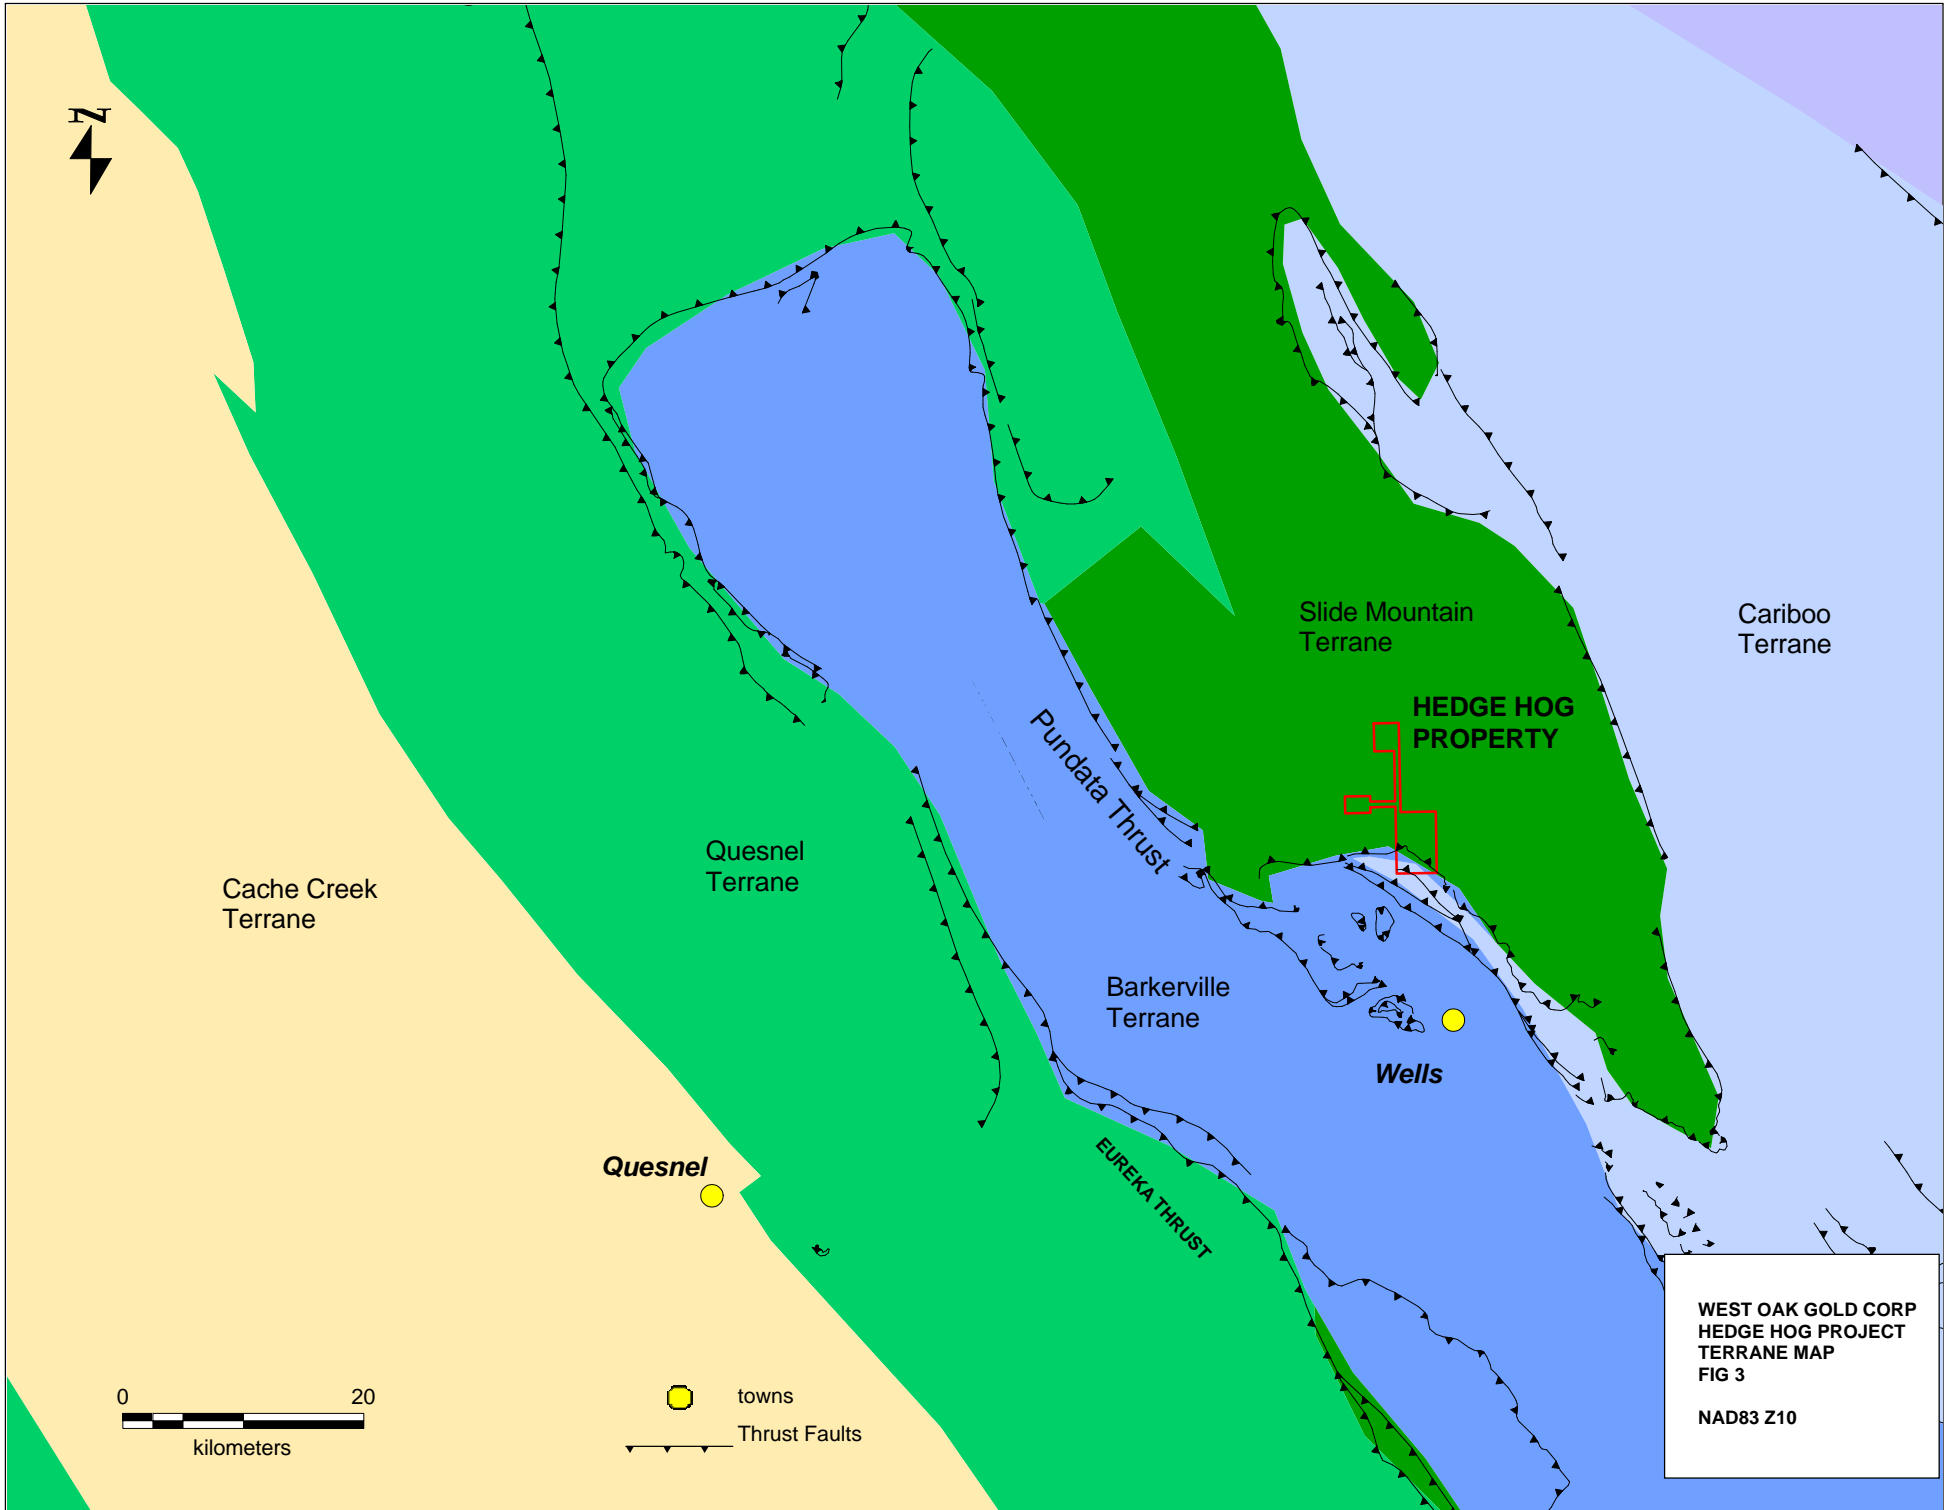 N
Slide Mountain
Terrane
Cariboo
Terrane
HEDGE HOG
PROPERTY
Pundata Thrust
Quesnel
Terrane
Cache Creek
Terrane
Barkerville
Terrane
Wells
EUREKA THRUST
Quesnel
WEST OAK GOLD CORP
HEDGE HOG PROJECT
TERRANE MAP
FIG 3
NAD83 Z10
0 20
kilometers
towns
Thrust Faults